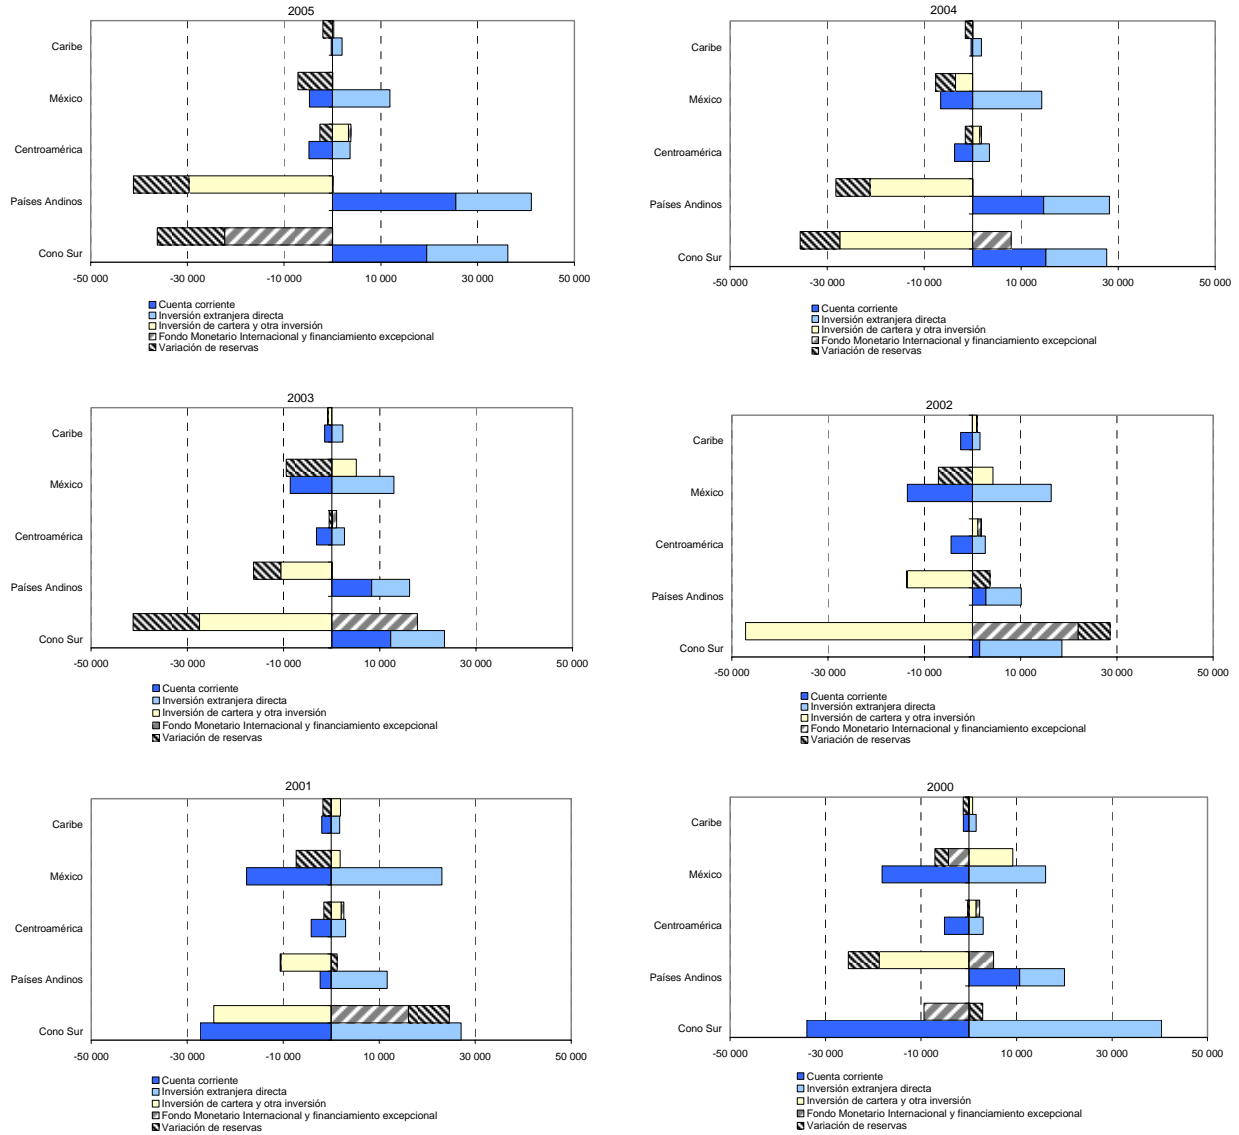 2005
Caribe
México
Centroamérica
Países Andinos
Cono Sur
-50 000 -30 000 -10 000 10 000 30 000 50 000
Cuenta corriente
Inversión extranjera directa
Inversión de cartera y otra inversión
Fondo Monetario Internacional y financiamiento excepcional
Variación de reservas
2004
Caribe
México
Centroamérica
Países Andinos
Cono Sur
-50 000 -30 000 -10 000 10 000 30 000 50 000
Cuenta corriente
Inversión extranjera directa
Inversión de cartera y otra inversión
Fondo Monetario Internacional y financiamiento excepcional
Variación de reservas
2003
Caribe
México
Centroamérica
Países Andinos
Cono Sur
-50 000 -30 000 -10 000 10 000 30 000 50 000
Cuenta corriente
Inversión extranjera directa
Inversión de cartera y otra inversión
Fondo Monetario Internacional y financiamiento excepcional
Variación de reservas
2002
Caribe
México
Centroamérica
Países Andinos
Cono Sur
-50 000 -30 000 -10 000 10 000 30 000 50 000
Cuenta corriente
Inversión extranjera directa
Inversión de cartera y otra inversión
Fondo Monetario Internacional y financiamiento excepcional
Variación de reservas
2001
Caribe
México
Centroamérica
Países Andinos
Cono Sur
-50 000 -30 000 -10 000 10 000 30 000 50 000
Cuenta corriente
Inversión extranjera directa
Inversión de cartera y otra inversión
Fondo Monetario Internacional y financiamiento excepcional
Variación de reservas
2000
Caribe
México
Centroamérica
Países Andinos
Cono Sur
-50 000 -30 000 -10 000 10 000 30 000 50 000
Cuenta corriente
Inversión extranjera directa
Inversión de cartera y otra inversión
Fondo Monetario Internacional y financiamiento excepcional
Variación de reservas